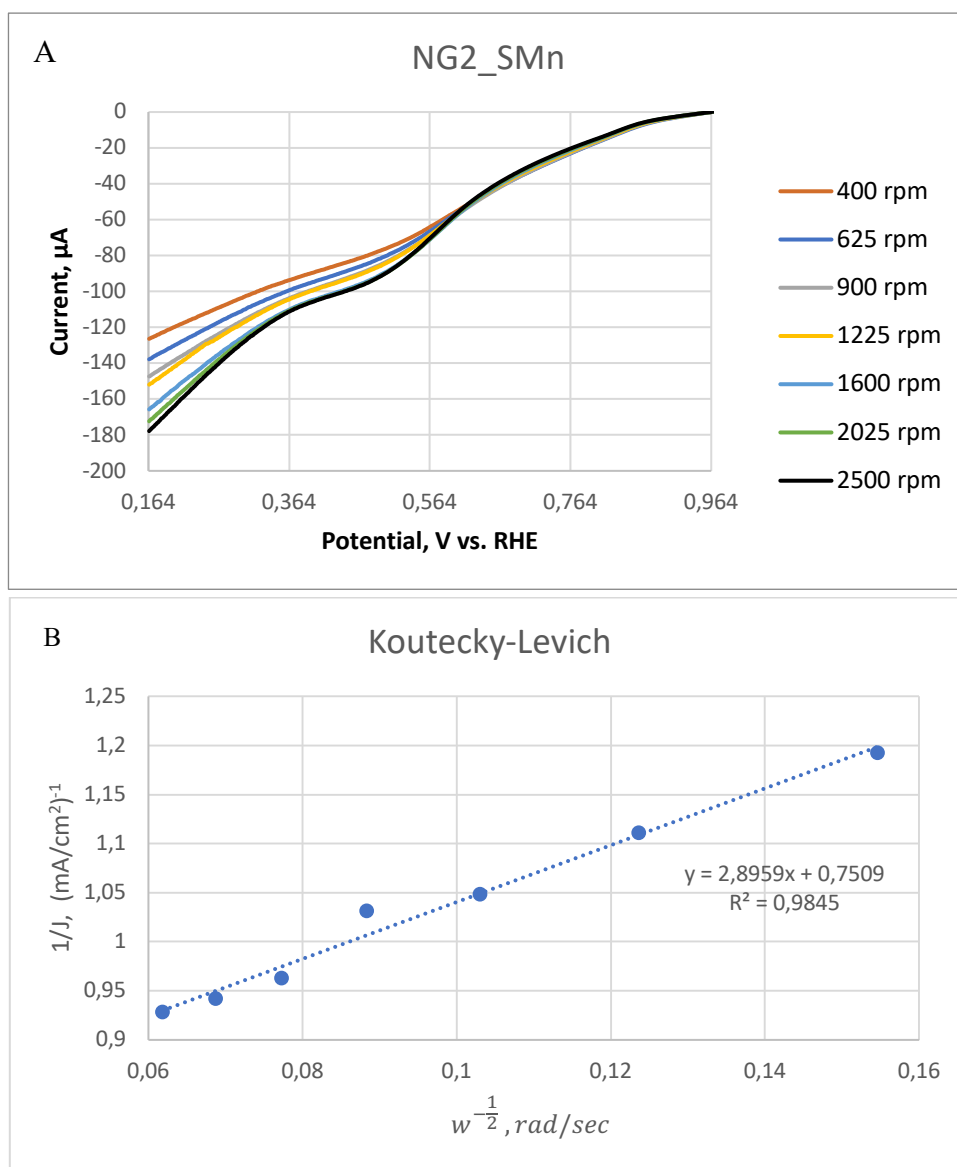 A
NG2_SMn
0
-20
-40
-60
-80
-100
-120
-140
-160
-180
-200
Current, µA
0,164 0,364 0,564 0,764 0,964
Potential, V vs. RHE
400 rpm
625 rpm
900 rpm
1225 rpm
1600 rpm
2025 rpm
2500 rpm
B
Koutecky-Levich
1,25
1,2
1,15
1,1
1,05
1
0,95
0,9
1/J, (mA/cm²)⁻¹
y = 2,8959x + 0,7509
R² = 0,9845
0,06 0,08 0,1 0,12 0,14 0,16
w^-1/2, rad/sec